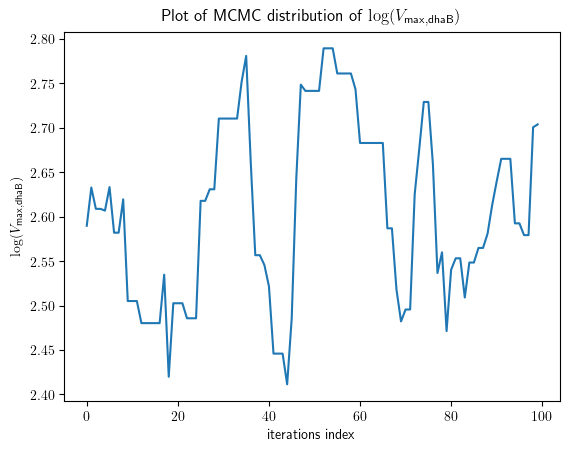 Plot of MCMC distribution of log(V_max,dhaB)
log(V_max,dhaB)
2.80
2.75
2.70
2.65
2.60
2.55
2.50
2.45
2.40
0 20 40 60 80 100
iterations index